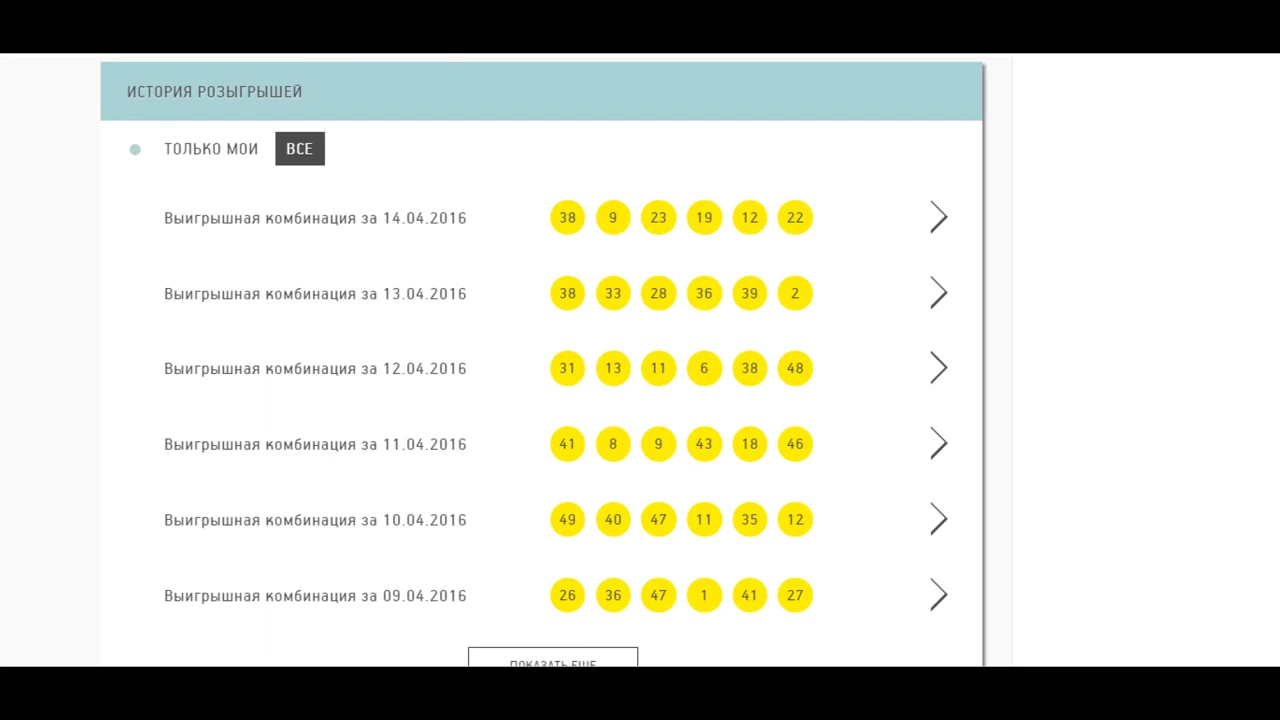 ИСТОРИЯ РОЗЫГРЫШЕЙ
ТОЛЬКО МОИ ВСЕ
Выигрышная комбинация за 14.04.2016 38 9 23 19 12 22
Выигрышная комбинация за 13.04.2016 38 33 28 36 39 2
Выигрышная комбинация за 12.04.2016 31 13 11 6 38 48
Выигрышная комбинация за 11.04.2016 41 8 9 43 18 46
Выигрышная комбинация за 10.04.2016 49 40 47 11 35 12
Выигрышная комбинация за 09.04.2016 26 36 47 1 41 27
ПОКАЗАТЬ ЕЩЕ